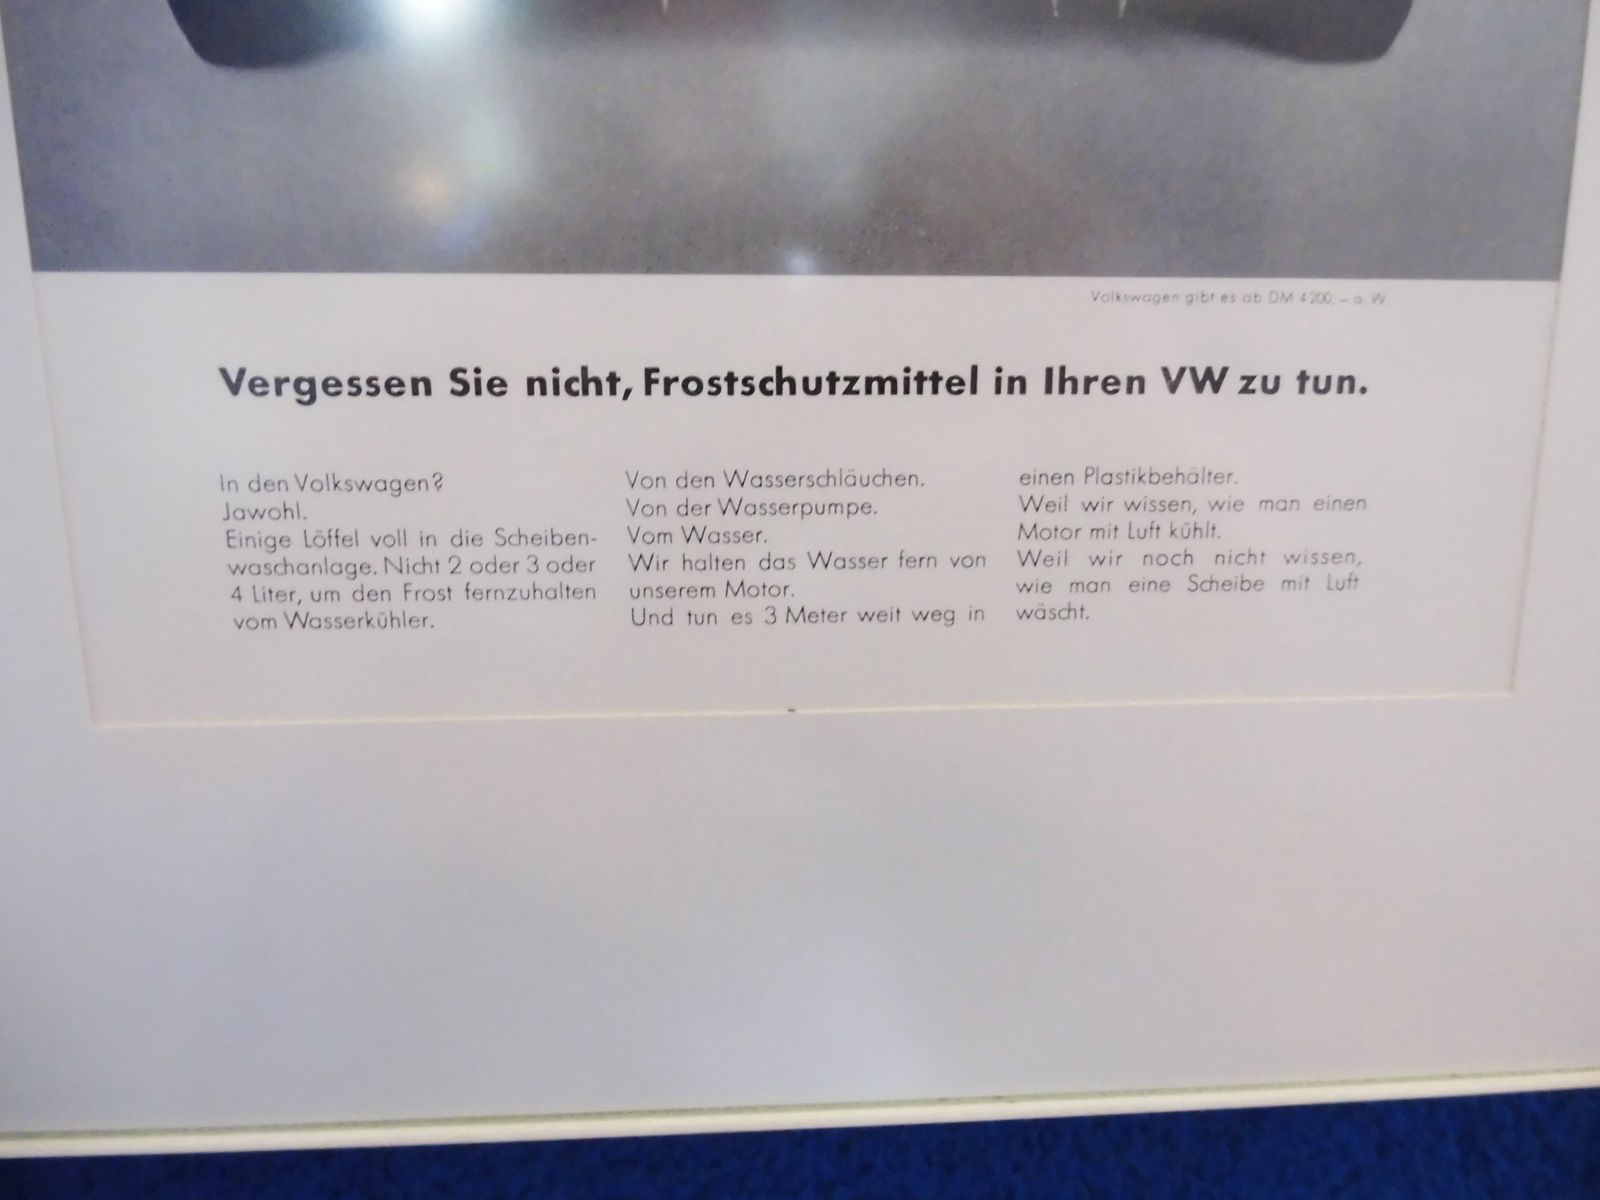 Volkswagen gibt es ab DM 4200,– a. W.
Vergessen Sie nicht, Frostschutzmittel in Ihren VW zu tun.
In den Volkswagen?
Jawohl.
Einige Löffel voll in die Scheiben-
waschanlage. Nicht 2 oder 3 oder
4 Liter, um den Frost fernzuhalten
vom Wasserkühler.
Von den Wasserschläuchen.
Von der Wasserpumpe.
Vom Wasser.
Wir halten das Wasser fern von
unserem Motor.
Und tun es 3 Meter weit weg in
einen Plastikbehälter.
Weil wir wissen, wie man einen
Motor mit Luft kühlt.
Weil wir noch nicht wissen,
wie man eine Scheibe mit Luft
wäscht.